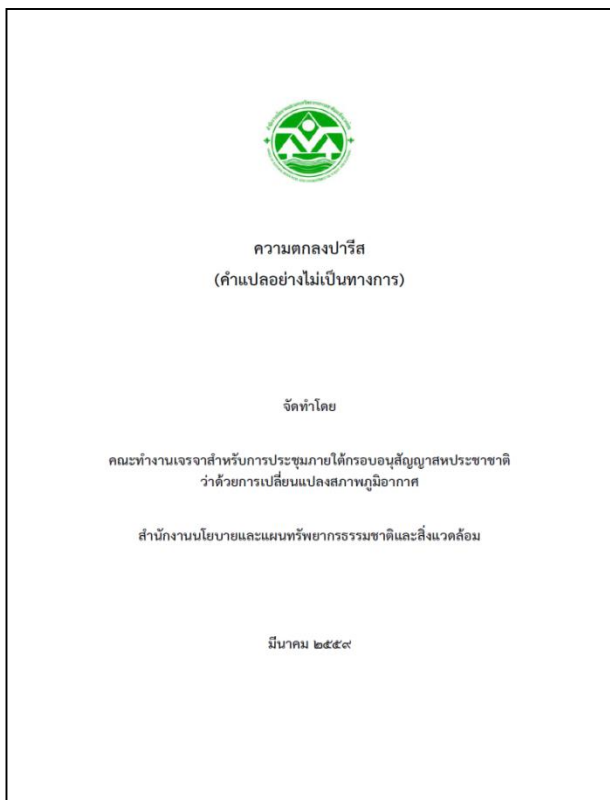 ความตกลงปารีส
(คำแปลอย่างไม่เป็นทางการ)
จัดทำโดย
คณะทำงานเจรจาสำหรับการประชุมภายใต้กรอบอนุสัญญาสหประชาชาติ
ว่าด้วยการเปลี่ยนแปลงสภาพภูมิอากาศ
สำนักงานนโยบายและแผนทรัพยากรธรรมชาติและสิ่งแวดล้อม
มีนาคม ๒๕๕๙